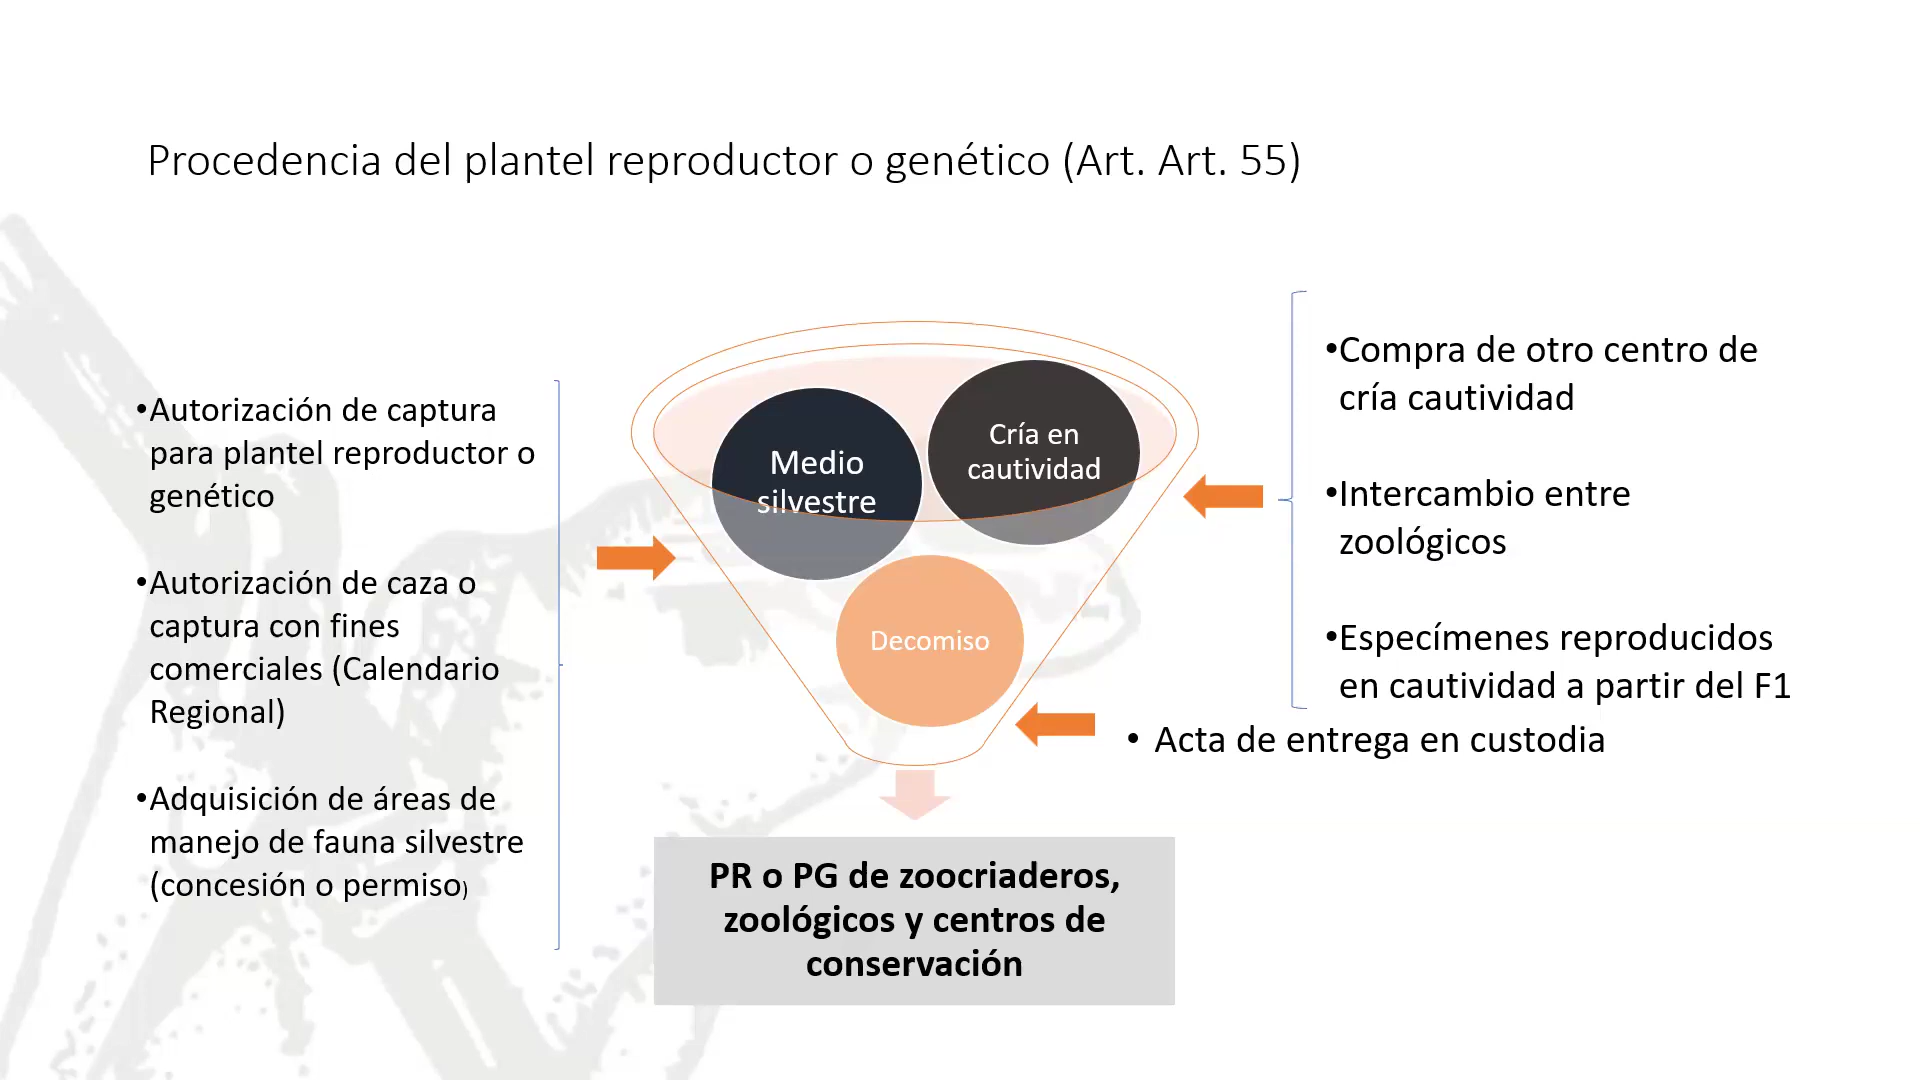 Procedencia del plantel reproductor o genético (Art. Art. 55)
•Autorización de captura
para plantel reproductor o
genético
•Autorización de caza o
captura con fines
comerciales (Calendario
Regional)
•Adquisición de áreas de
manejo de fauna silvestre
(concesión o permiso)
Medio
silvestre
Cría en
cautividad
Decomiso
•Compra de otro centro de
cría cautividad
•Intercambio entre
zoológicos
•Especímenes reproducidos
en cautividad a partir del F1
• Acta de entrega en custodia
PR o PG de zoocriaderos,
zoológicos y centros de
conservación